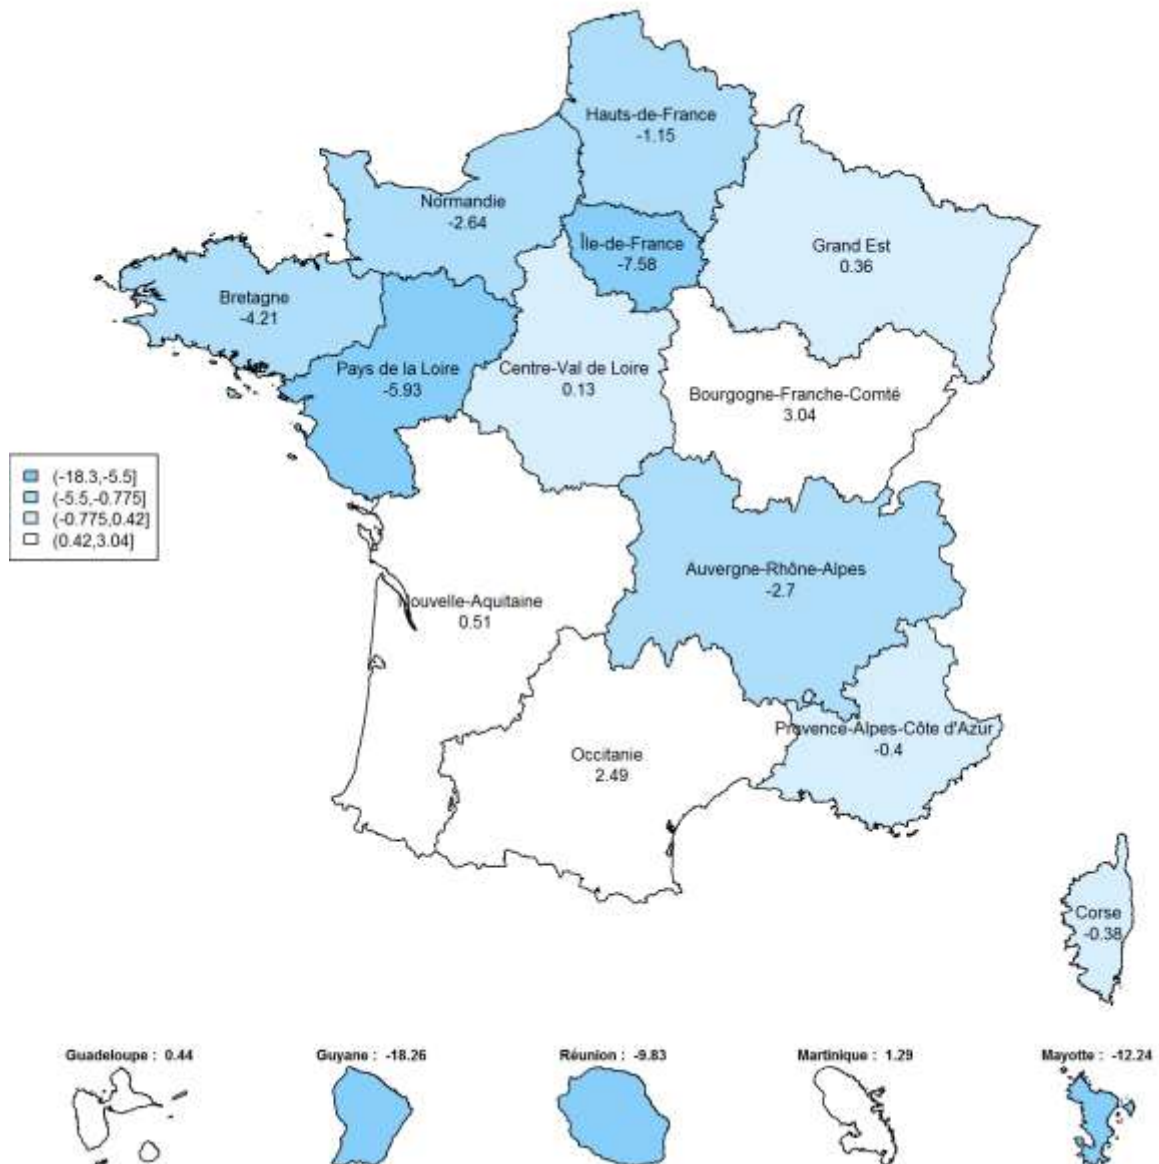 Hauts-de-France
-1.15
Normandie
-2.64
Île-de-France
-7.58
Grand Est
0.36
Bretagne
-4.21
Pays de la Loire
-5.93
Centre-Val de Loire
0.13
Bourgogne-Franche-Comté
3.04
(-18.3,-5.5]
(-5.5,-0.775]
(-0.775,0.42]
(0.42,3.04]
Auvergne-Rhône-Alpes
-2.7
Nouvelle-Aquitaine
0.51
Provence-Alpes-Côte d'Azur
-0.4
Occitanie
2.49
Corse
-0.38
Guadeloupe : 0.44
Guyane : -18.26
Réunion : -9.83
Martinique : 1.29
Mayotte : -12.24